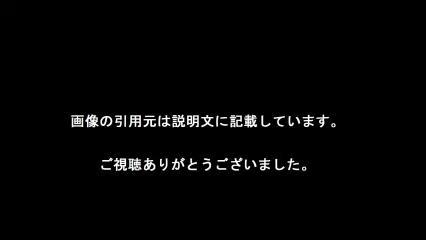 画像の引用元は説明文に記載しています。
ご視聴ありがとうございました。